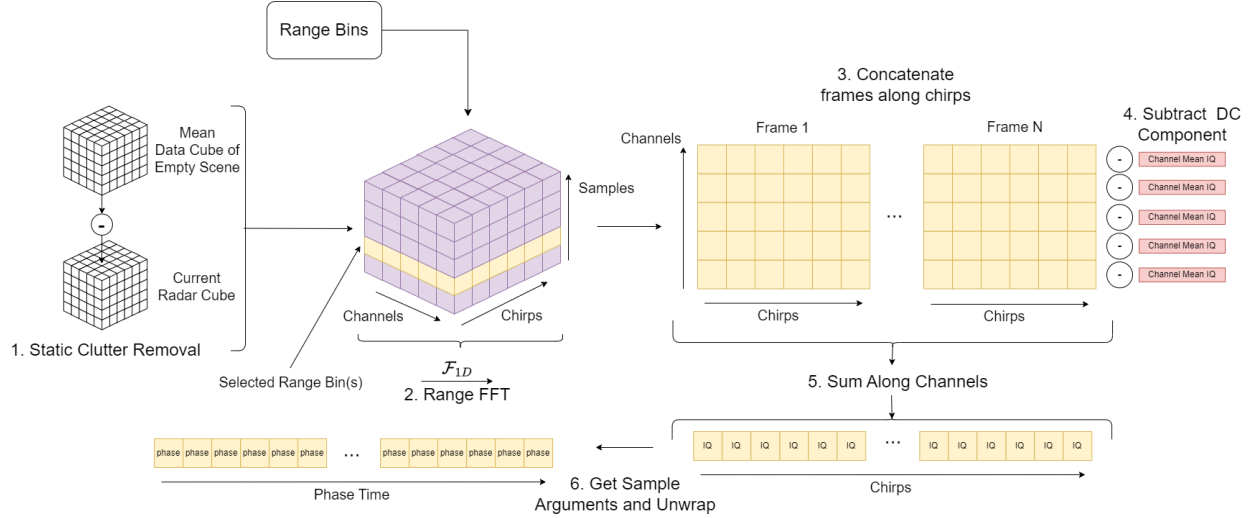 Range Bins
Mean
Data Cube of
Empty Scene
-
Current
Radar Cube
1. Static Clutter Removal
Samples
Channels
Chirps
Selected Range Bin(s)
ℱ1D
2. Range FFT
3. Concatenate
frames along chirps
Channels
Frame 1
Frame N
...
Chirps
Chirps
4. Subtract DC
Component
- Channel Mean IQ
- Channel Mean IQ
- Channel Mean IQ
- Channel Mean IQ
- Channel Mean IQ
5. Sum Along Channels
IQ IQ IQ IQ IQ IQ ... IQ IQ IQ IQ IQ IQ
Chirps
6. Get Sample
Arguments and Unwrap
phase phase phase phase phase phase ... phase phase phase phase phase phase
Phase Time